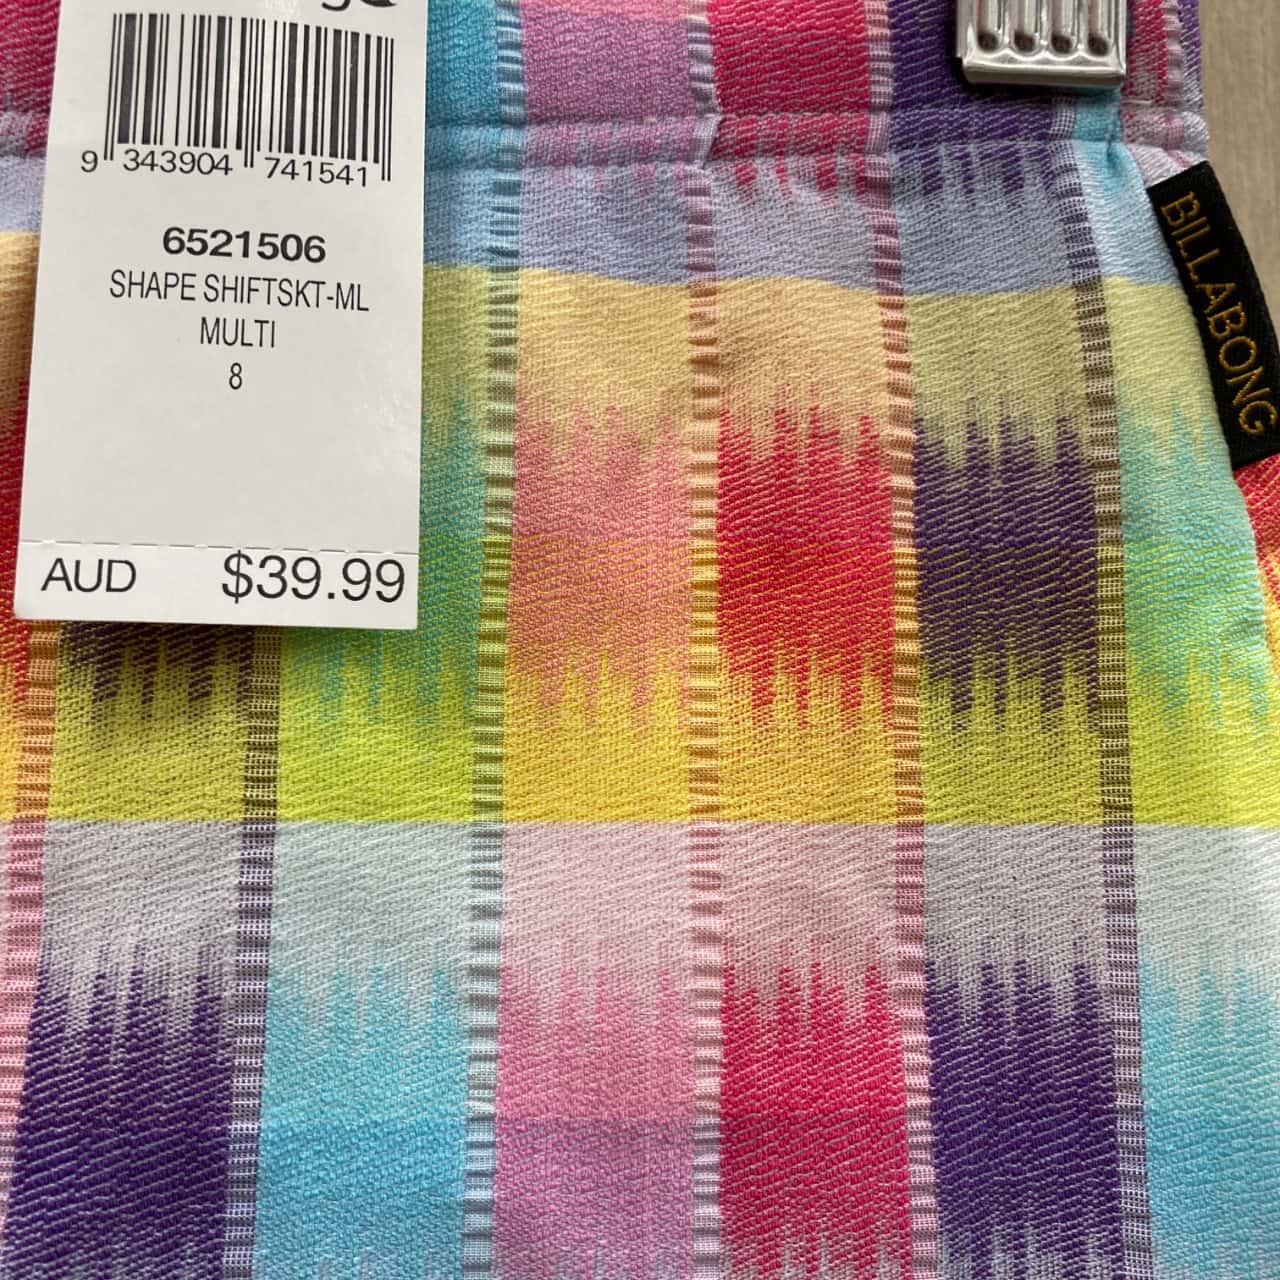 9 343904 741541
6521506
SHAPE SHIFTSKT-ML
MULTI
8
AUD $39.99
BILLABONG